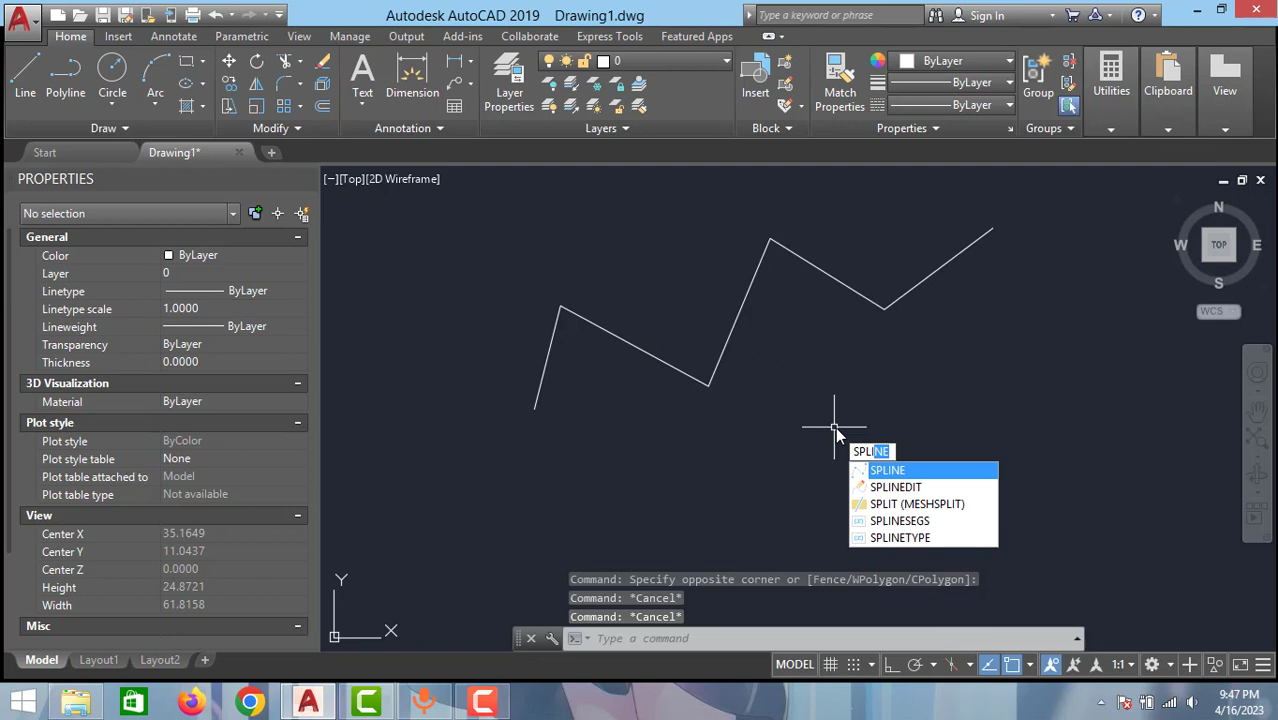 Autodesk AutoCAD 2019 Drawing1.dwg
Type a keyword or phrase
Sign In
Home Insert Annotate Parametric View Manage Output Add-ins Collaborate Express Tools Featured Apps
Line Polyline Circle Arc
Text Dimension
Layer
Properties
0
Insert
Match
Properties
ByLayer
ByLayer
ByLayer
Group
Utilities
Clipboard
View
Draw Modify Annotation Layers Block Properties Groups
Start Drawing1*
PROPERTIES
No selection
General
Color ByLayer
Layer 0
Linetype ByLayer
Linetype scale 1.0000
Lineweight ByLayer
Transparency ByLayer
Thickness 0.0000
3D Visualization
Material ByLayer
Plot style
Plot style ByColor
Plot style table None
Plot table attached to Model
Plot table type Not available
View
Center X 35.1649
Center Y 11.0437
Center Z 0.0000
Height 24.8721
Width 61.8158
Misc
[−][Top][2D Wireframe]
N
W TOP E
S
WCS
SPLINE
SPLINE
SPLINEDIT
SPLIT (MESHSPLIT)
SPLINESEGS
SPLINETYPE
Y
X
Command: Specify opposite corner or [Fence/WPolygon/CPolygon]:
Command: *Cancel*
Command: *Cancel*
Type a command
Model Layout1 Layout2
MODEL
1:1
9:47 PM
4/16/2023